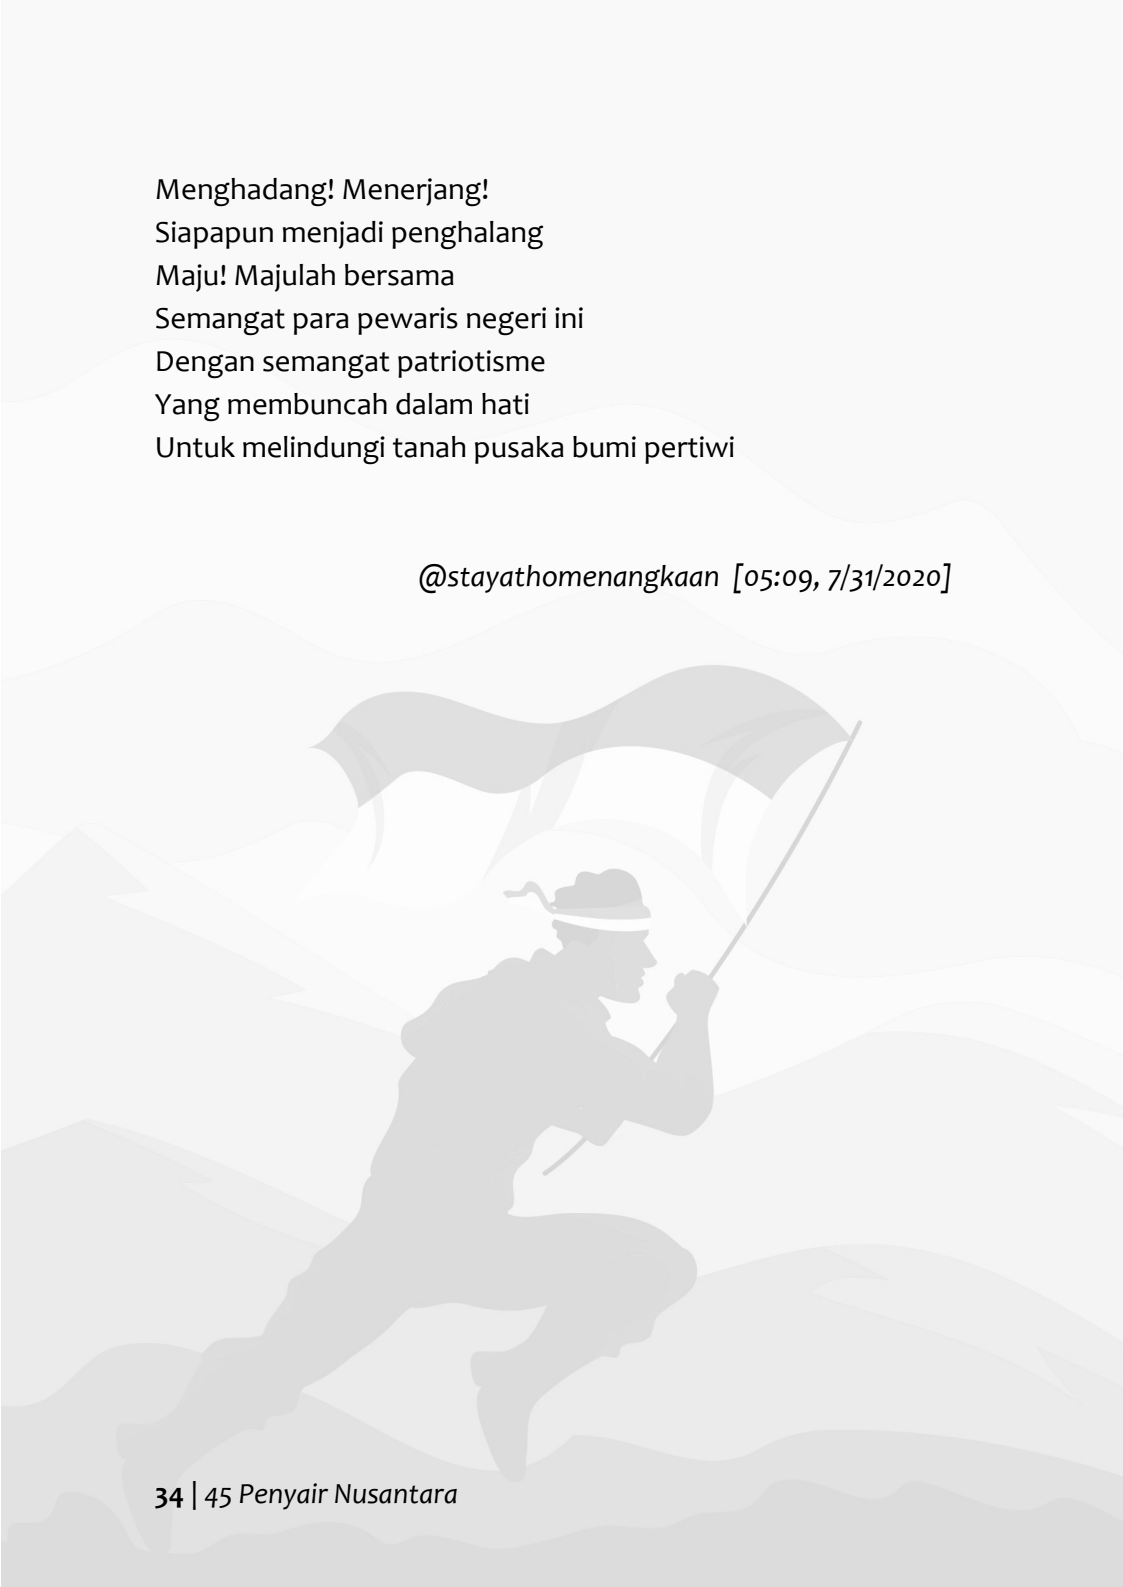 Menghadang! Menerjang!
Siapapun menjadi penghalang
Maju! Majulah bersama
Semangat para pewaris negeri ini
Dengan semangat patriotisme
Yang membuncah dalam hati
Untuk melindungi tanah pusaka bumi pertiwi
@stayathomenangkaan [05:09, 7/31/2020]
34 | 45 Penyair Nusantara